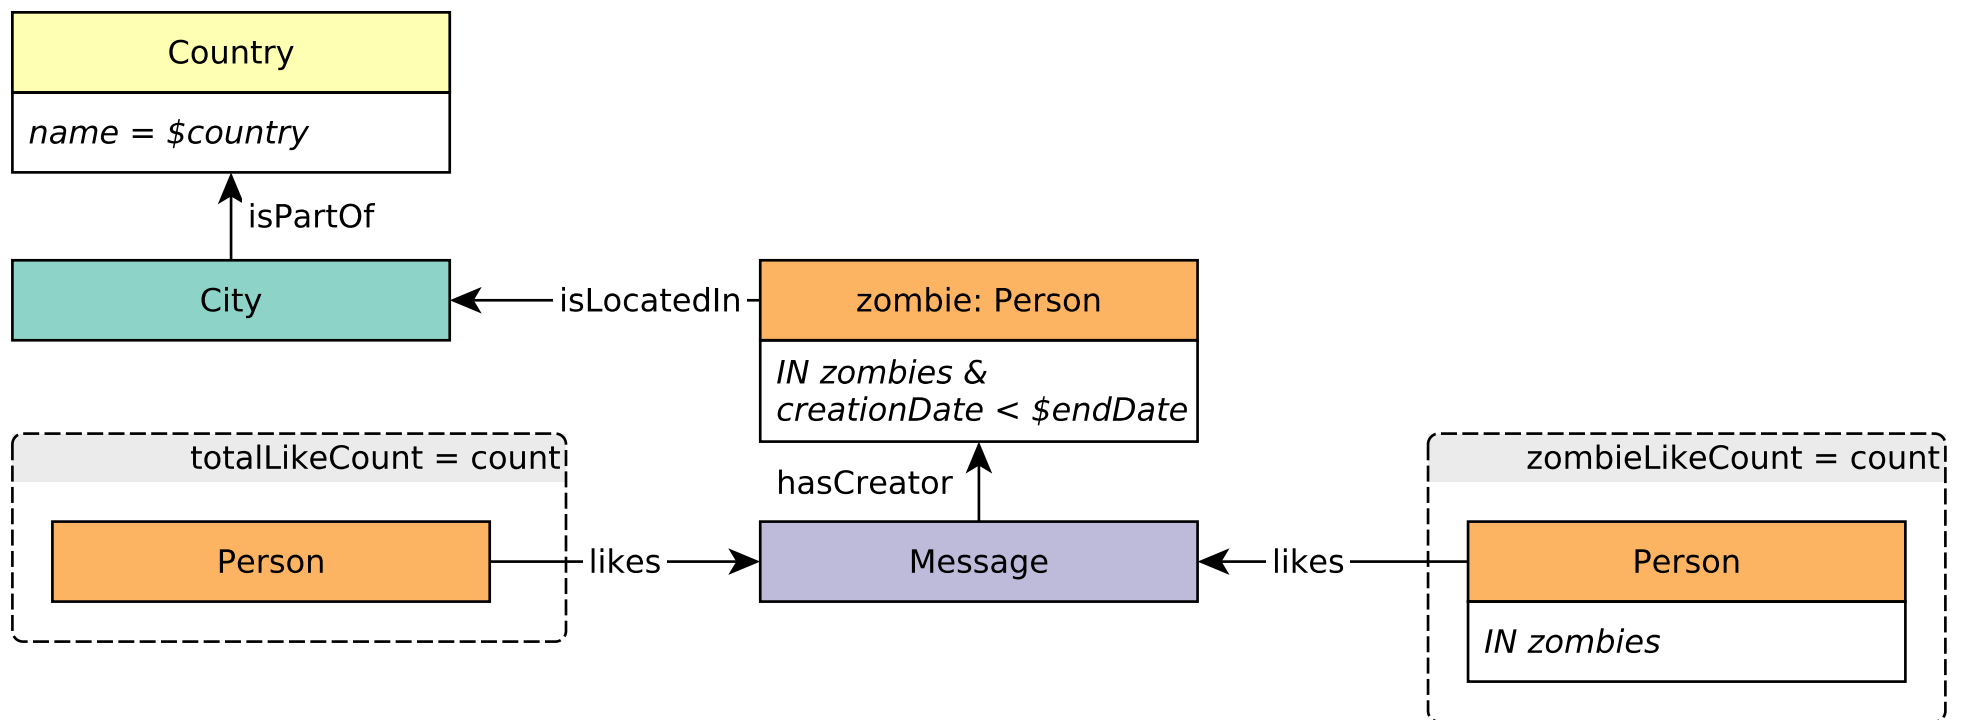 Country
name = $country
isPartOf
City
isLocatedIn
zombie: Person
IN zombies &
creationDate < $endDate
totalLikeCount = count
hasCreator
zombieLikeCount = count
Person
likes
Message
likes
Person
IN zombies